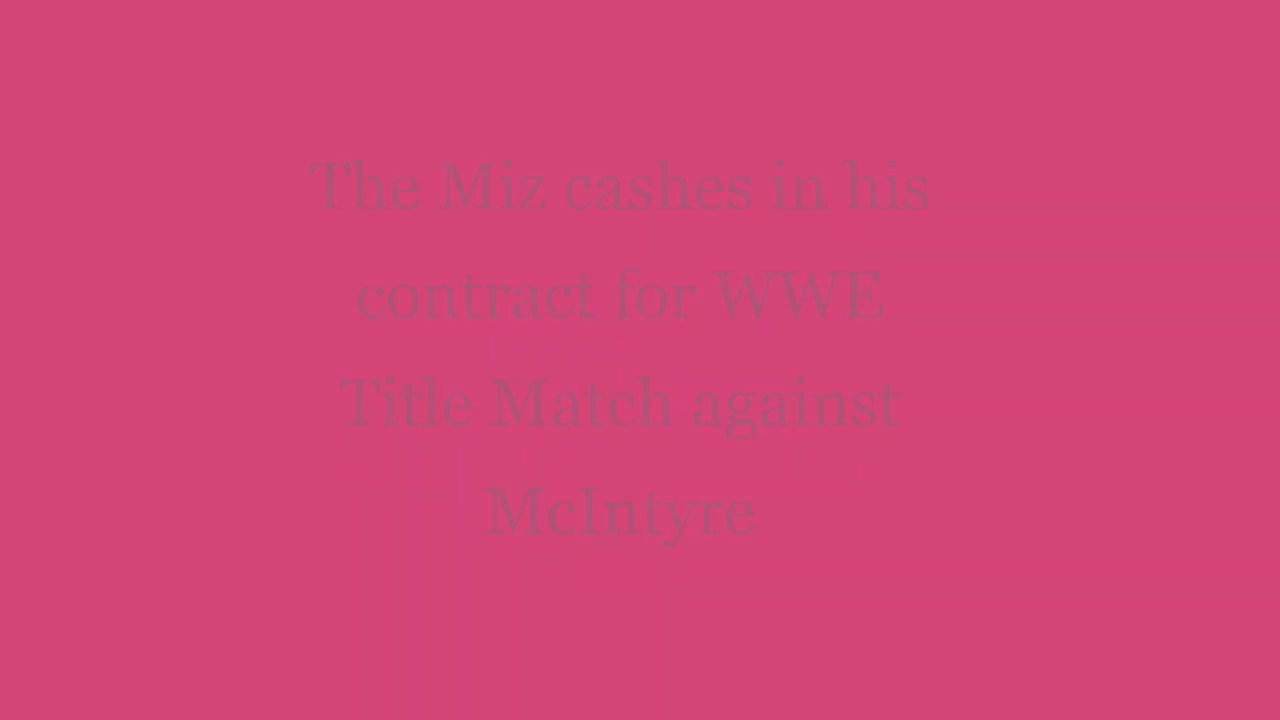 The Miz cashes in his
contract for WWE
Title Match against
McIntyre